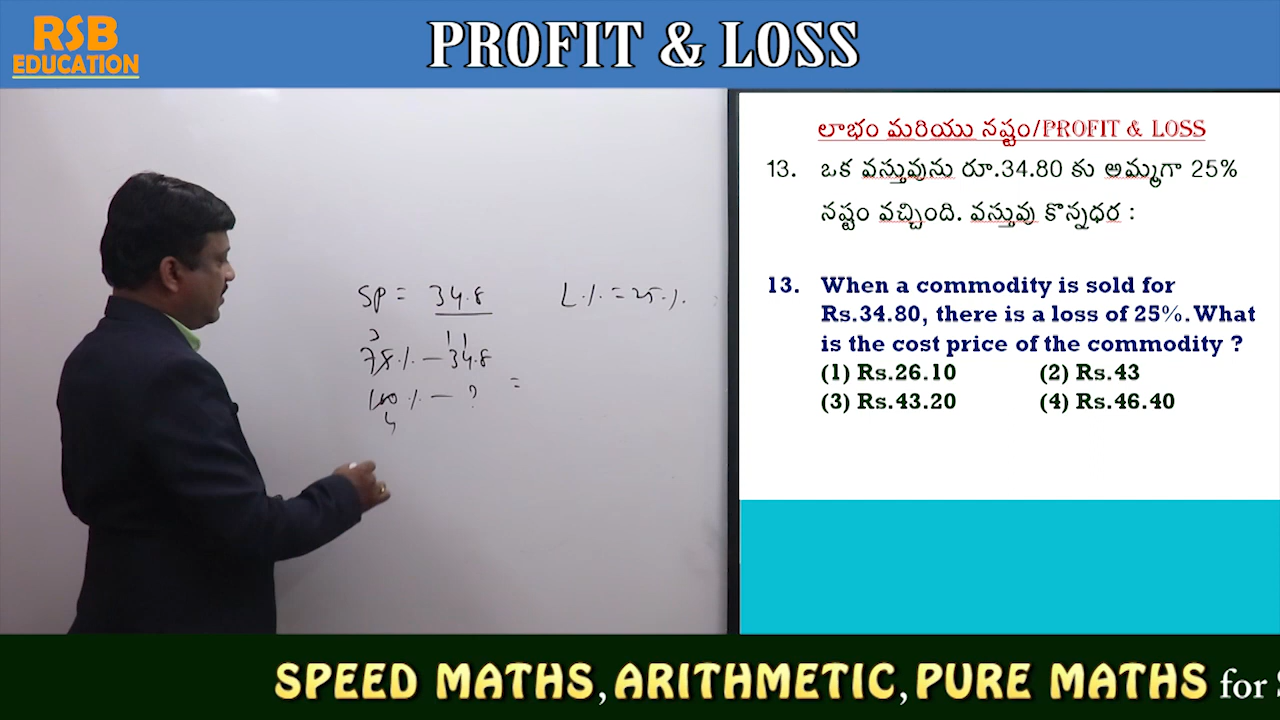 RSB
EDUCATION
PROFIT & LOSS
SP = 34.8 L.%. = 25.%.
3 11
75.%. – 34.8
100 % – ? =
4
లాభం మరియు నష్టం/PROFIT & LOSS
13. ఒక వస్తువును రూ.34.80 కు అమ్మగా 25%
నష్టం వచ్చింది. వస్తువు కొన్నధర :
13. When a commodity is sold for
Rs.34.80, there is a loss of 25%. What
is the cost price of the commodity ?
(1) Rs.26.10 (2) Rs.43
(3) Rs.43.20 (4) Rs.46.40
SPEED MATHS, ARITHMETIC, PURE MATHS for